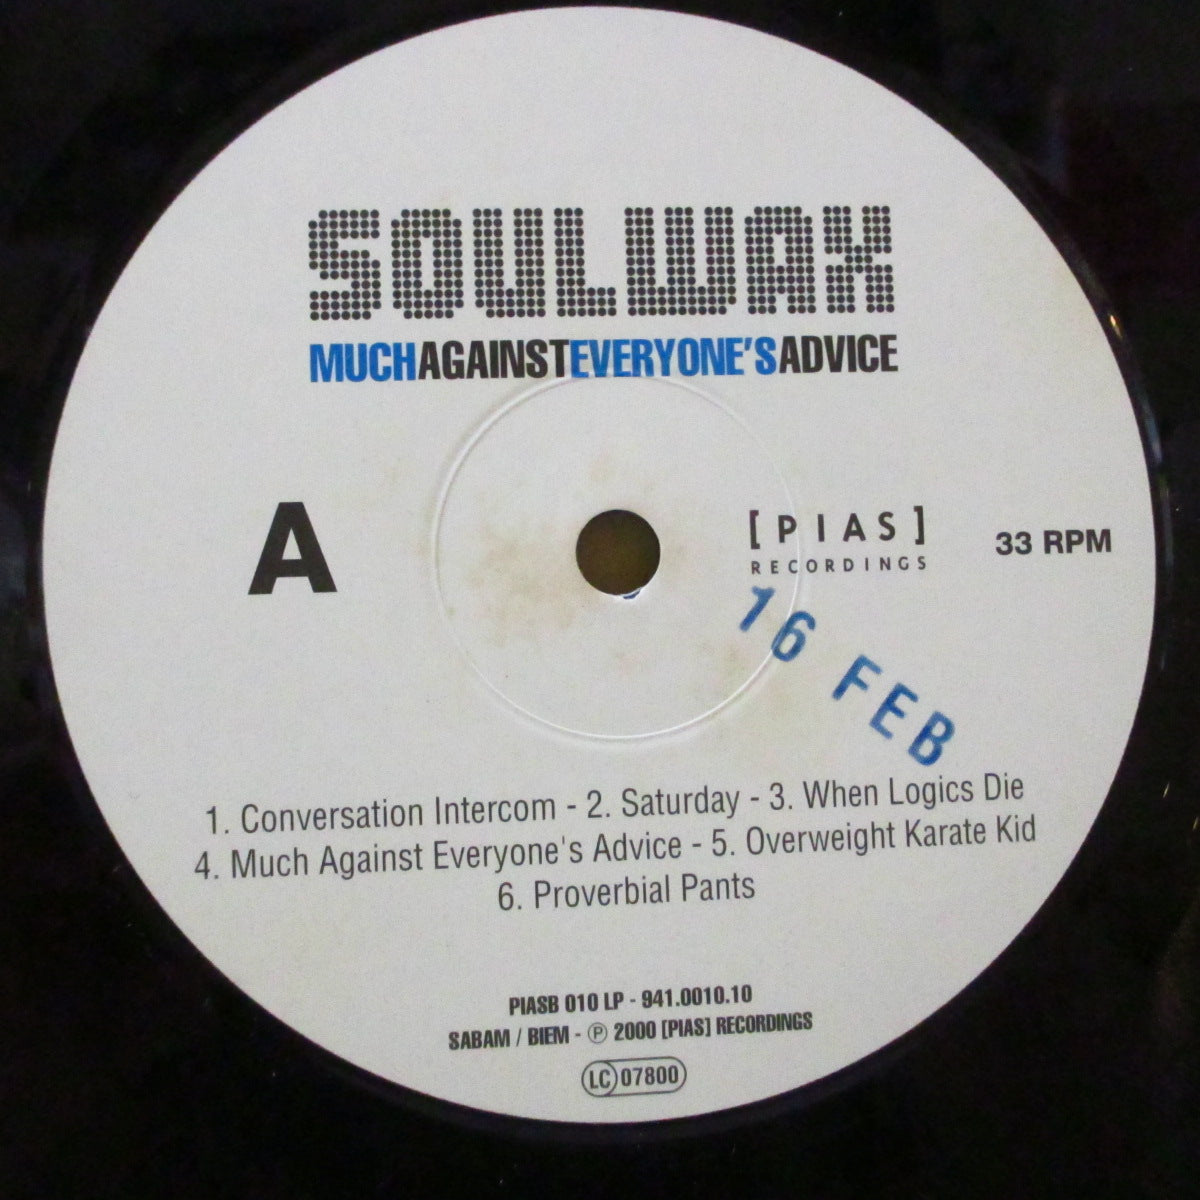 SOULWAX
MUCHAGAINSTEVERYONE'SADVICE
A
[PIAS]
RECORDINGS
33 RPM
16 FEB
1. Conversation Intercom - 2. Saturday - 3. When Logics Die
4. Much Against Everyone's Advice - 5. Overweight Karate Kid
6. Proverbial Pants
PIASB 010 LP - 941.0010.10
SABAM / BIEM - ℗ 2000 [PIAS] RECORDINGS
LC 07800